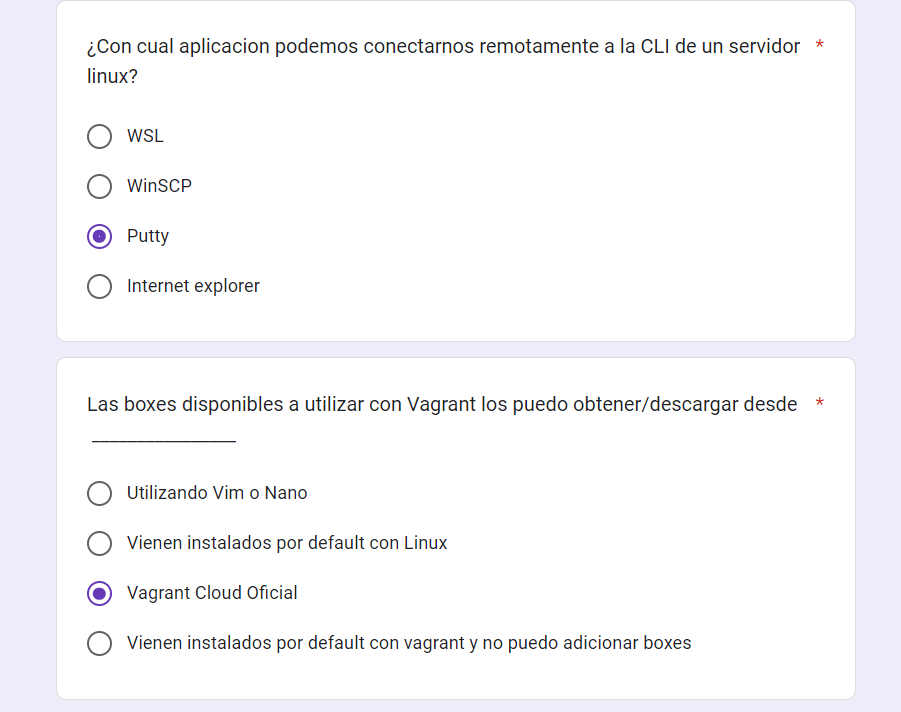 ¿Con cual aplicacion podemos conectarnos remotamente a la CLI de un servidor *
linux?
WSL
WinSCP
Putty
Internet explorer
Las boxes disponibles a utilizar con Vagrant los puedo obtener/descargar desde *
________________
Utilizando Vim o Nano
Vienen instalados por default con Linux
Vagrant Cloud Oficial
Vienen instalados por default con vagrant y no puedo adicionar boxes